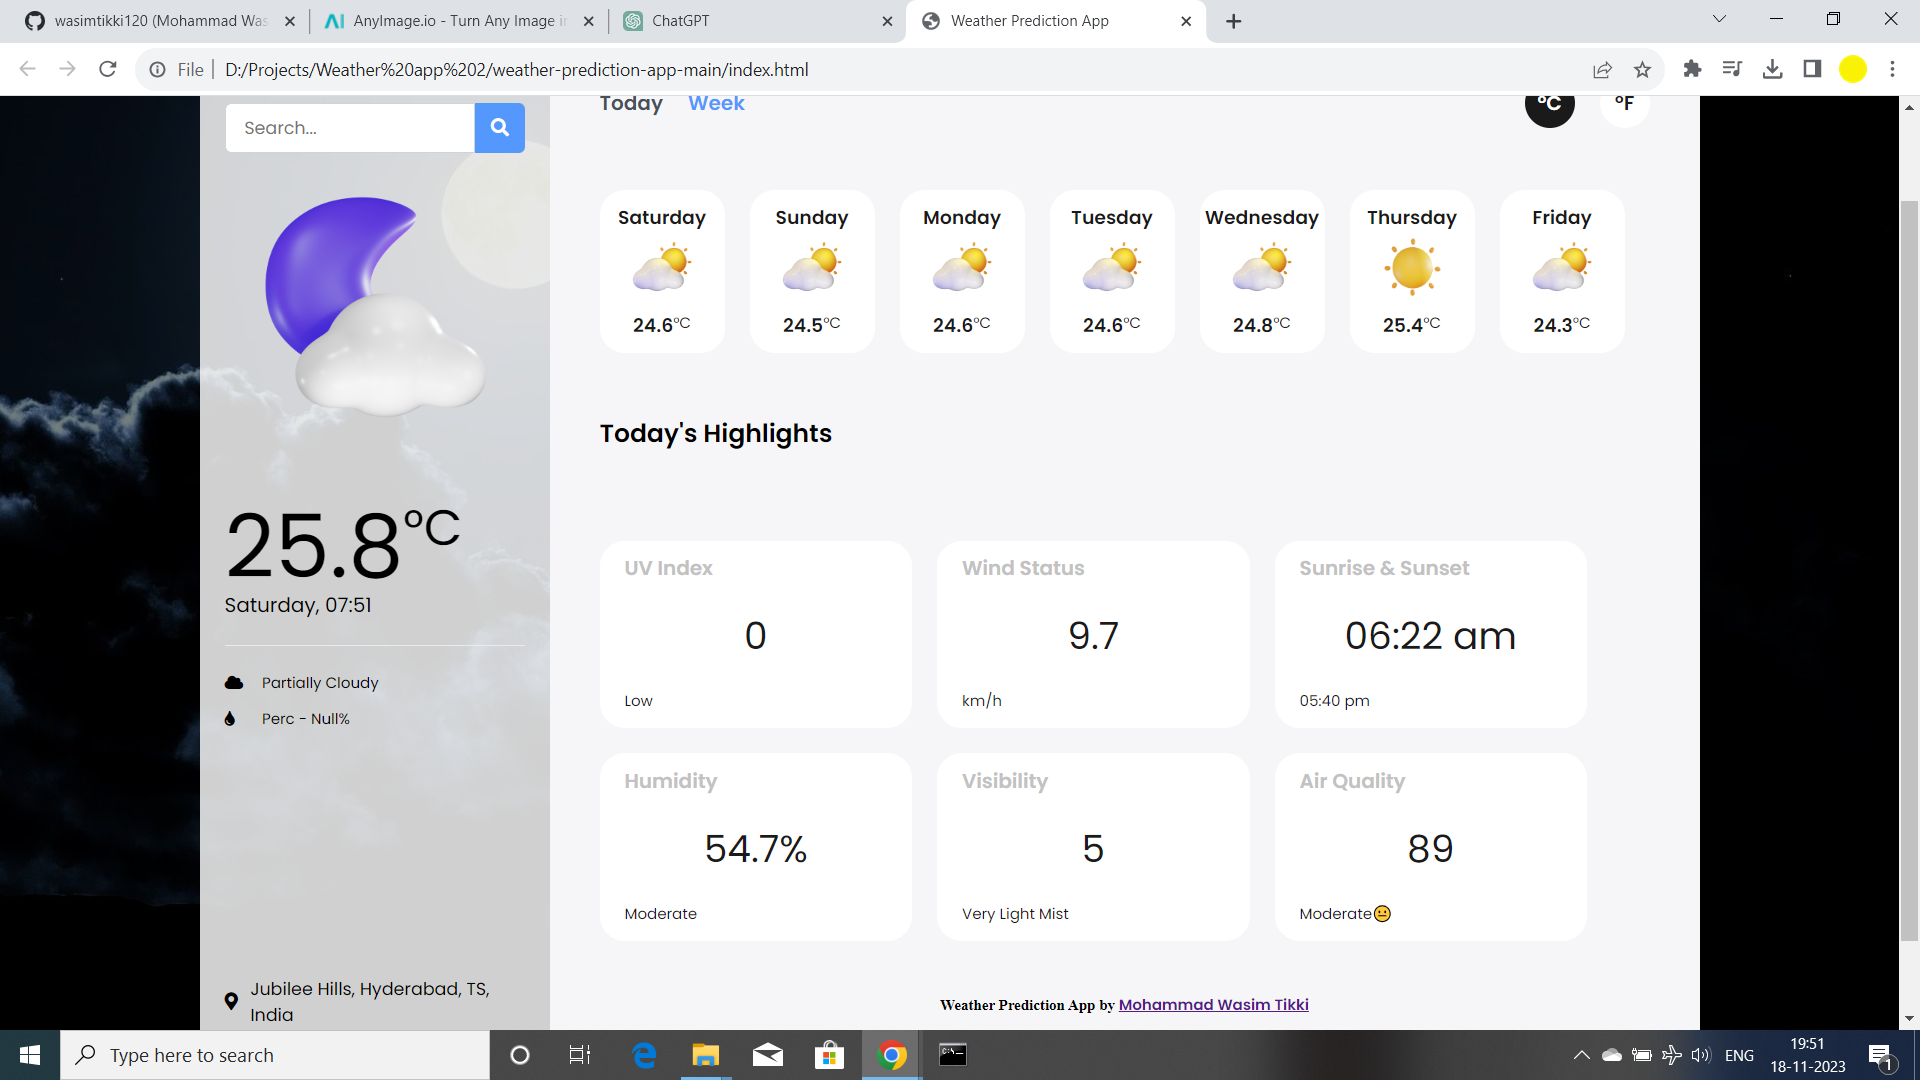 wasimtikki120 (Mohammad Was
AnyImage.io - Turn Any Image in
ChatGPT
Weather Prediction App
File
D:/Projects/Weather%20app%202/weather-prediction-app-main/index.html
Search...
Today
Week
°C
°F
Saturday
Sunday
Monday
Tuesday
Wednesday
Thursday
Friday
24.6°C
24.5°C
24.6°C
24.6°C
24.8°C
25.4°C
24.3°C
Today's Highlights
25.8°C
Saturday, 07:51
Partially Cloudy
Perc - Null%
Jubilee Hills, Hyderabad, TS,
India
UV Index
0
Low
Wind Status
9.7
km/h
Sunrise & Sunset
06:22 am
05:40 pm
Humidity
54.7%
Moderate
Visibility
5
Very Light Mist
Air Quality
89
Moderate😐
Weather Prediction App by Mohammad Wasim Tikki
Type here to search
ENG
19:51
18-11-2023
1